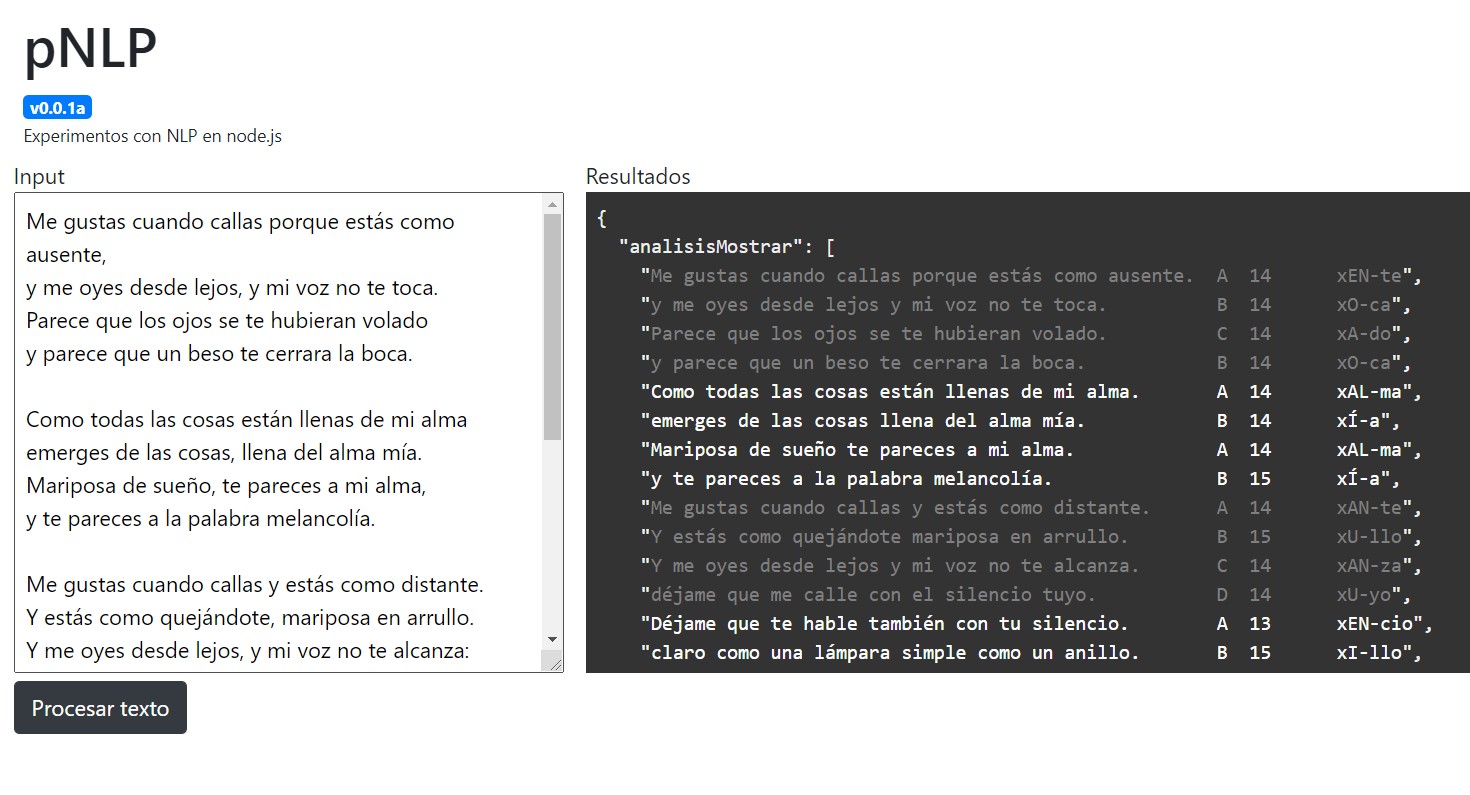 pNLP
v0.0.1a
Experimentos con NLP en node.js
Input
Me gustas cuando callas porque estás como
ausente,
y me oyes desde lejos, y mi voz no te toca.
Parece que los ojos se te hubieran volado
y parece que un beso te cerrara la boca.
Como todas las cosas están llenas de mi alma
emerges de las cosas, llena del alma mía.
Mariposa de sueño, te pareces a mi alma,
y te pareces a la palabra melancolía.
Me gustas cuando callas y estás como distante.
Y estás como quejándote, mariposa en arrullo.
Y me oyes desde lejos, y mi voz no te alcanza:
Procesar texto
Resultados
{
"analisisMostrar": [
"Me gustas cuando callas porque estás como ausente. A 14 xEN-te",
"y me oyes desde lejos y mi voz no te toca. B 14 xO-ca",
"Parece que los ojos se te hubieran volado. C 14 xA-do",
"y parece que un beso te cerrara la boca. B 14 xO-ca",
"Como todas las cosas están llenas de mi alma. A 14 xAL-ma",
"emerges de las cosas llena del alma mía. B 14 xÍ-a",
"Mariposa de sueño te pareces a mi alma. A 14 xAL-ma",
"y te pareces a la palabra melancolía. B 15 xÍ-a",
"Me gustas cuando callas y estás como distante. A 14 xAN-te",
"Y estás como quejándote mariposa en arrullo. B 15 xU-llo",
"Y me oyes desde lejos y mi voz no te alcanza. C 14 xAN-za",
"déjame que me calle con el silencio tuyo. D 14 xU-yo",
"Déjame que te hable también con tu silencio. A 13 xEN-cio",
"claro como una lámpara simple como un anillo. B 15 xI-llo",